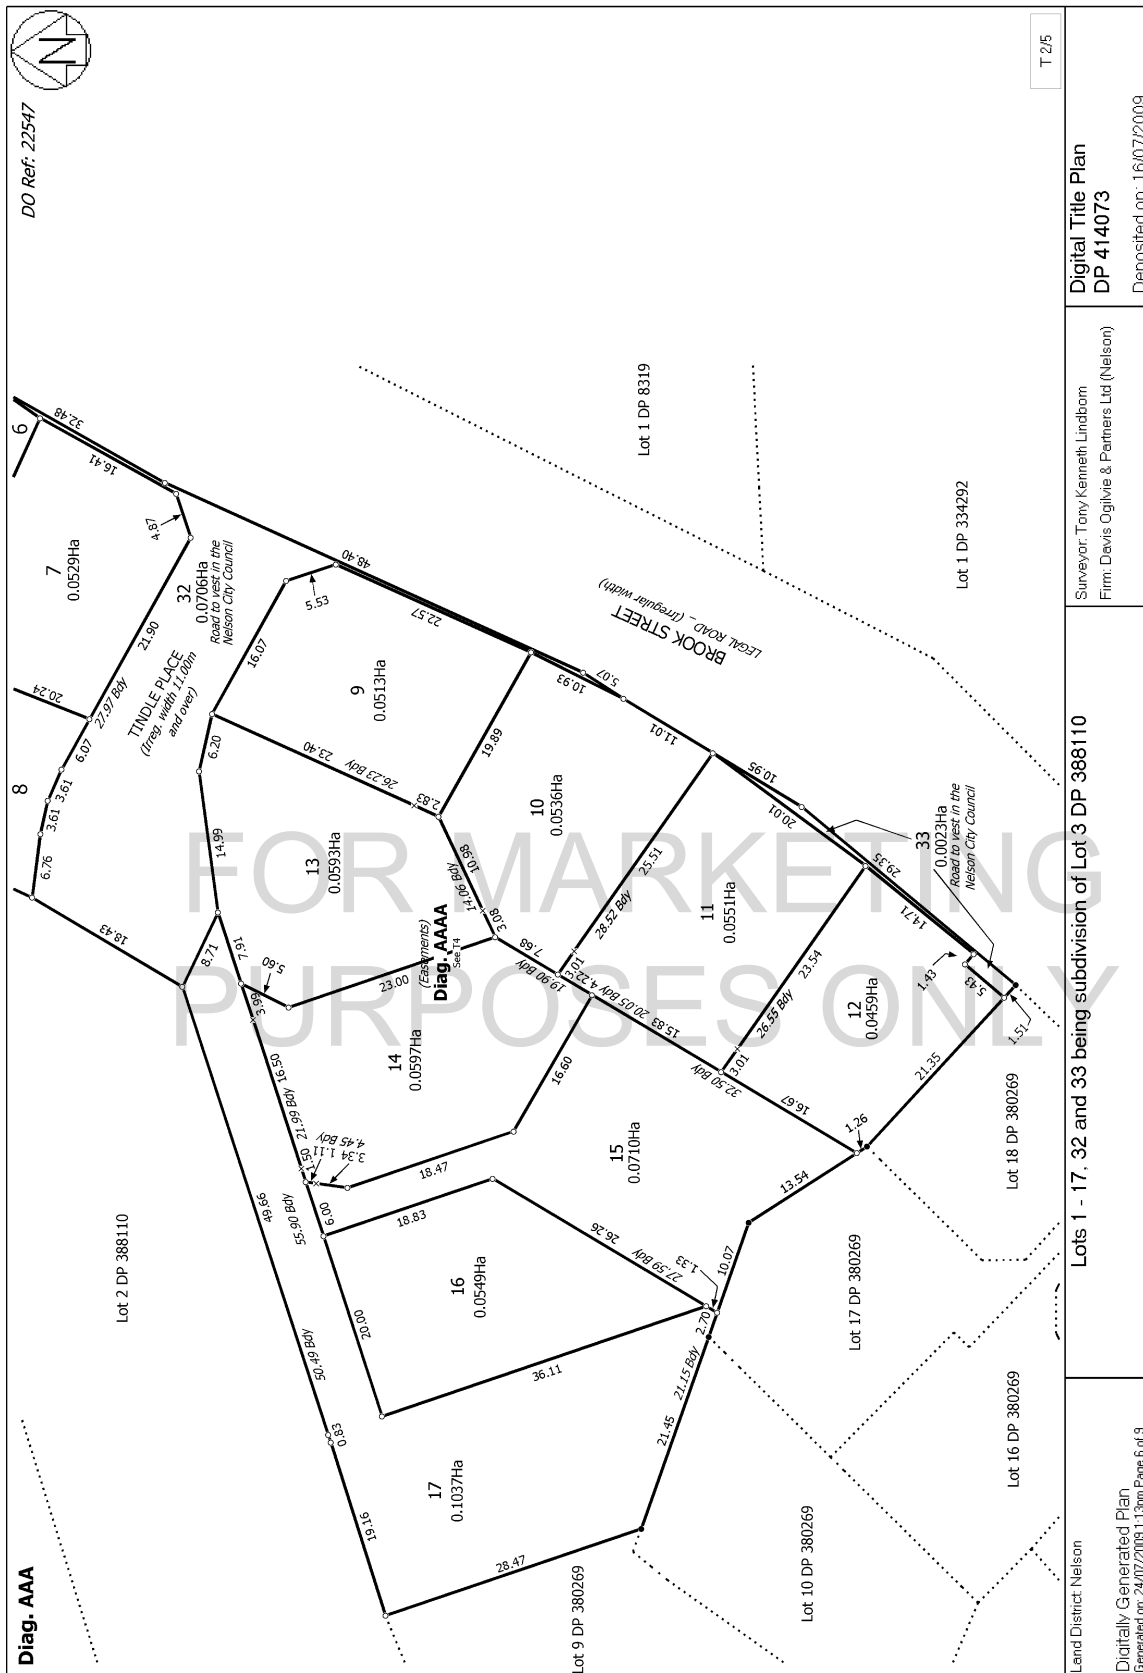 Diag. AAA
DO Ref: 22547
N
T 2/5
Lot 2 DP 388110
8
20.24
7
0.0529Ha
6
32.48
16.41
4.87
21.90
27.97 Bdy
6.07
3.61
3.61
6.76
18.43
8.71
TINDLE PLACE
(Irreg. width 11.00m
and over)
32
0.0706Ha
Road to vest in the
Nelson City Council
5.53
16.07
6.20
14.99
7.91
5.60
3.99
48.40
22.57
9
0.0513Ha
23.40
26.23 Bdy
2.83
19.89
10.93
5.07
BROOK STREET
LEGAL ROAD _ (Irregular width)
Lot 1 DP 8319
Lot 1 DP 334292
13
0.0593Ha
10.98
14.06 Bdy
3.08
23.00
(Easements)
Diag. AAAA
See T4
10
0.0536Ha
11.01
25.51
28.52 Bdy
3.01
7.68
19.90 Bdy
4.22
20.05 Bdy
15.83
14
0.0597Ha
16.50
21.99 Bdy
1.50
1.11
3.34
4.45 Bdy
18.47
16.60
11
0.0551Ha
10.95
20.01
29.35
33
0.0023Ha
Road to vest in the
Nelson City Council
23.54
26.55 Bdy
3.01
32.50 Bdy
16.67
12
0.0459Ha
14.71
1.43
5.43
1.51
21.35
1.26
15
0.0710Ha
13.54
10.07
49.66
55.90 Bdy
6.00
18.83
26.26
27.59 Bdy
1.33
16
0.0549Ha
20.00
50.49 Bdy
0.83
19.16
36.11
2.70
21.15 Bdy
21.45
17
0.1037Ha
28.47
Lot 9 DP 380269
Lot 10 DP 380269
Lot 16 DP 380269
Lot 17 DP 380269
Lot 18 DP 380269
FOR MARKETING
PURPOSES ONLY
Land District: Nelson
Digitally Generated Plan
Generated on: 24/07/2009 1:13pm Page 6 of 9
Lots 1 - 17, 32 and 33 being subdivision of Lot 3 DP 388110
Surveyor: Tony Kenneth Lindbom
Firm: Davis Ogilvie & Partners Ltd (Nelson)
Digital Title Plan
DP 414073
Deposited on: 16/07/2009